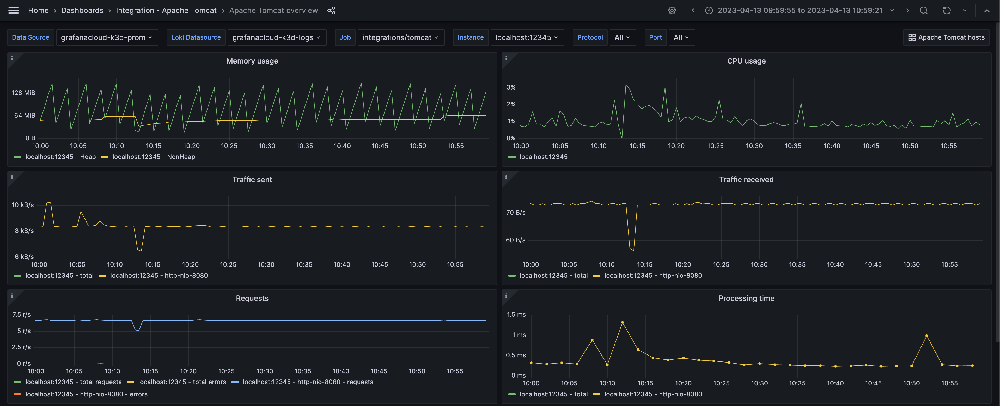 Home › Dashboards › Integration - Apache Tomcat › Apache Tomcat overview 2023-04-13 09:59:55 to 2023-04-13 10:59:21
Data Source grafanacloud-k3d-prom Loki Datasource grafanacloud-k3d-logs Job integrations/tomcat Instance localhost:12345 Protocol All Port All Apache Tomcat hosts
Memory usage
128 MiB
64 MiB
0 B
10:00 10:05 10:10 10:15 10:20 10:25 10:30 10:35 10:40 10:45 10:50 10:55
localhost:12345 - Heap localhost:12345 - NonHeap
CPU usage
3%
2%
1%
0%
10:00 10:05 10:10 10:15 10:20 10:25 10:30 10:35 10:40 10:45 10:50 10:55
localhost:12345
Traffic sent
10 kB/s
8 kB/s
6 kB/s
10:00 10:05 10:10 10:15 10:20 10:25 10:30 10:35 10:40 10:45 10:50 10:55
localhost:12345 - total localhost:12345 - http-nio-8080
Traffic received
70 B/s
60 B/s
10:00 10:05 10:10 10:15 10:20 10:25 10:30 10:35 10:40 10:45 10:50 10:55
localhost:12345 - total localhost:12345 - http-nio-8080
Requests
7.5 r/s
5 r/s
2.5 r/s
0 r/s
10:00 10:05 10:10 10:15 10:20 10:25 10:30 10:35 10:40 10:45 10:50 10:55
localhost:12345 - total requests localhost:12345 - total errors localhost:12345 - http-nio-8080 - requests
localhost:12345 - http-nio-8080 - errors
Processing time
1.5 ms
1 ms
0.5 ms
0 ms
10:00 10:05 10:10 10:15 10:20 10:25 10:30 10:35 10:40 10:45 10:50 10:55
localhost:12345 - total localhost:12345 - http-nio-8080